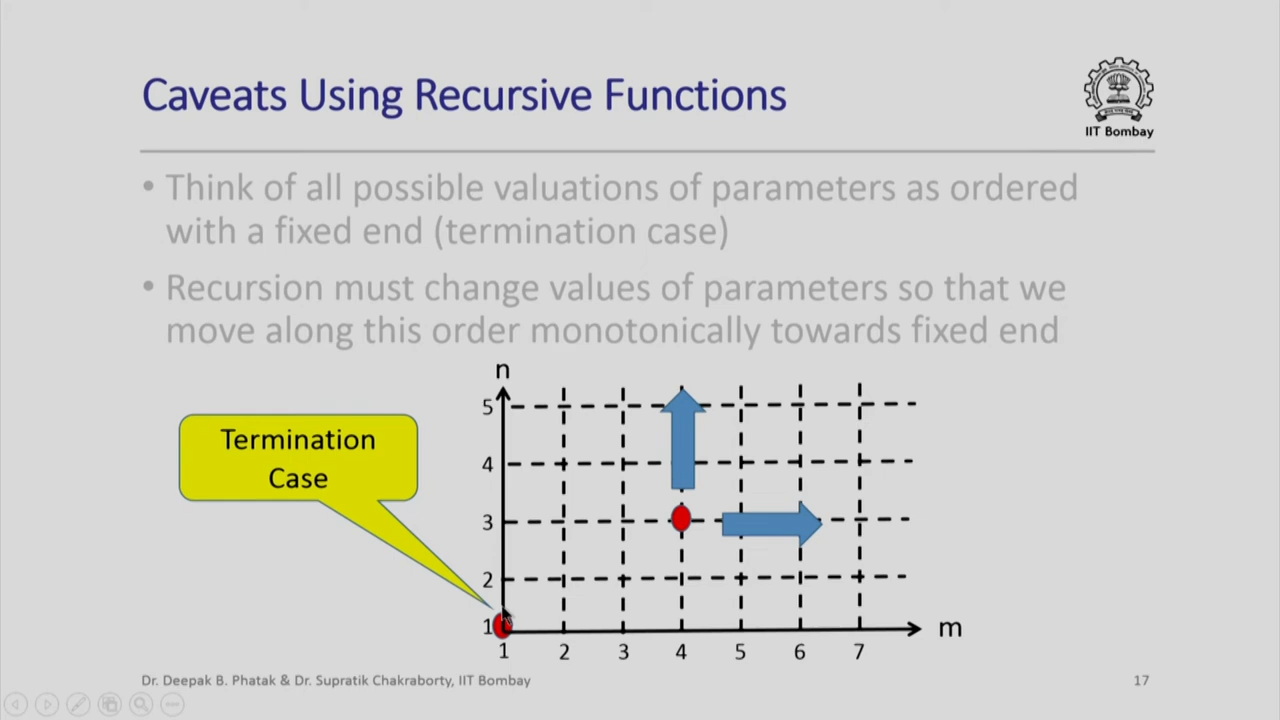 Caveats Using Recursive Functions
IIT Bombay
• Think of all possible valuations of parameters as ordered
with a fixed end (termination case)
• Recursion must change values of parameters so that we
move along this order monotonically towards fixed end
n
5
4
3
2
1
1 2 3 4 5 6 7
m
Termination
Case
Dr. Deepak B. Phatak & Dr. Supratik Chakraborty, IIT Bombay
17